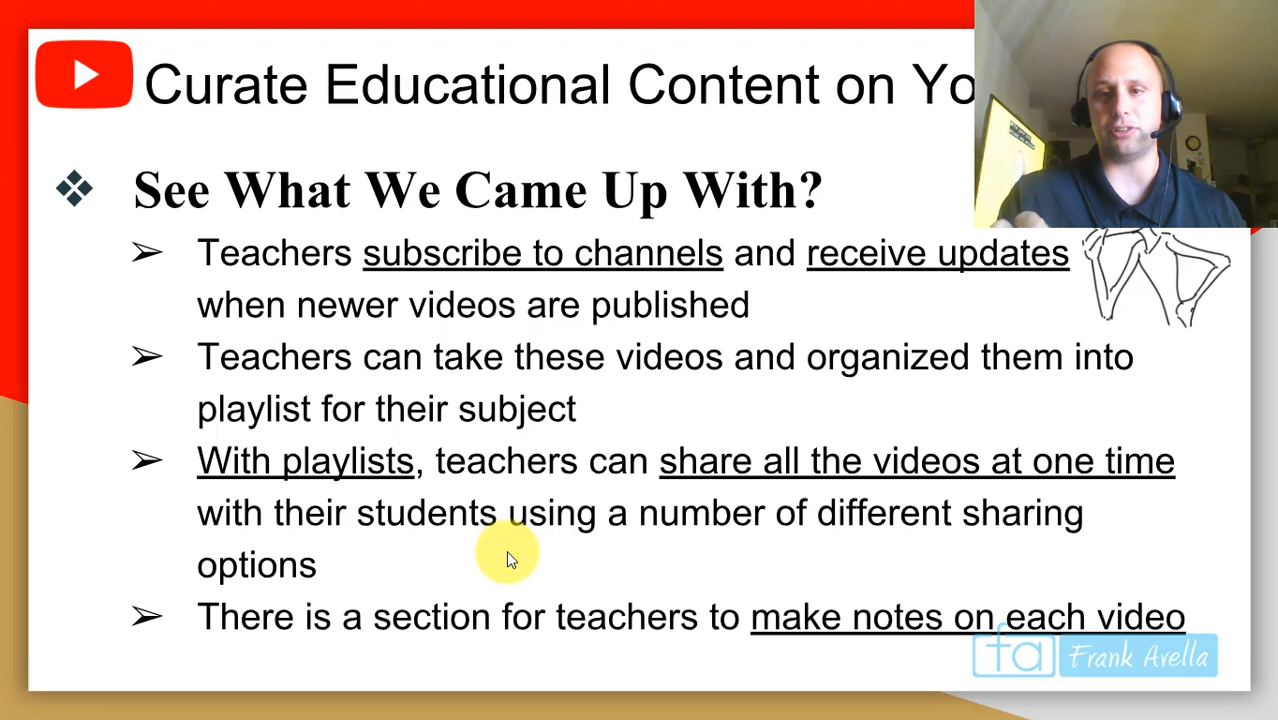 Curate Educational Content on Yo
See What We Came Up With?
Teachers subscribe to channels and receive updates
when newer videos are published
Teachers can take these videos and organized them into
playlist for their subject
With playlists, teachers can share all the videos at one time
with their students using a number of different sharing
options
There is a section for teachers to make notes on each video
fa Frank Avella